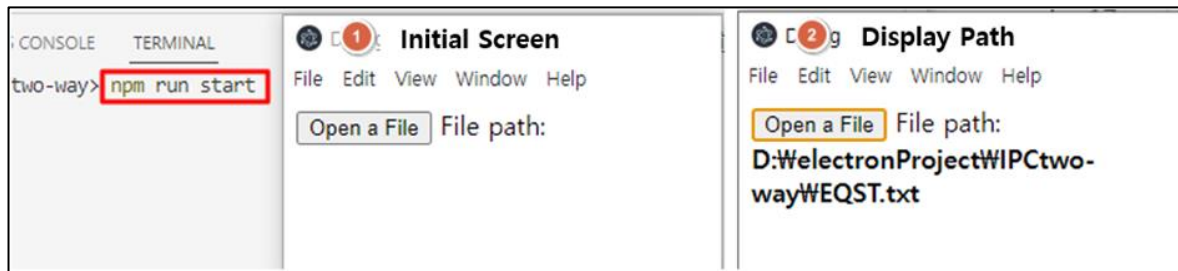 CONSOLE TERMINAL
two-way> npm run start
1 Initial Screen
File Edit View Window Help
Open a File File path:
2 Display Path
File Edit View Window Help
Open a File File path:
D:₩electronProject₩IPCtwo-
way₩EQST.txt